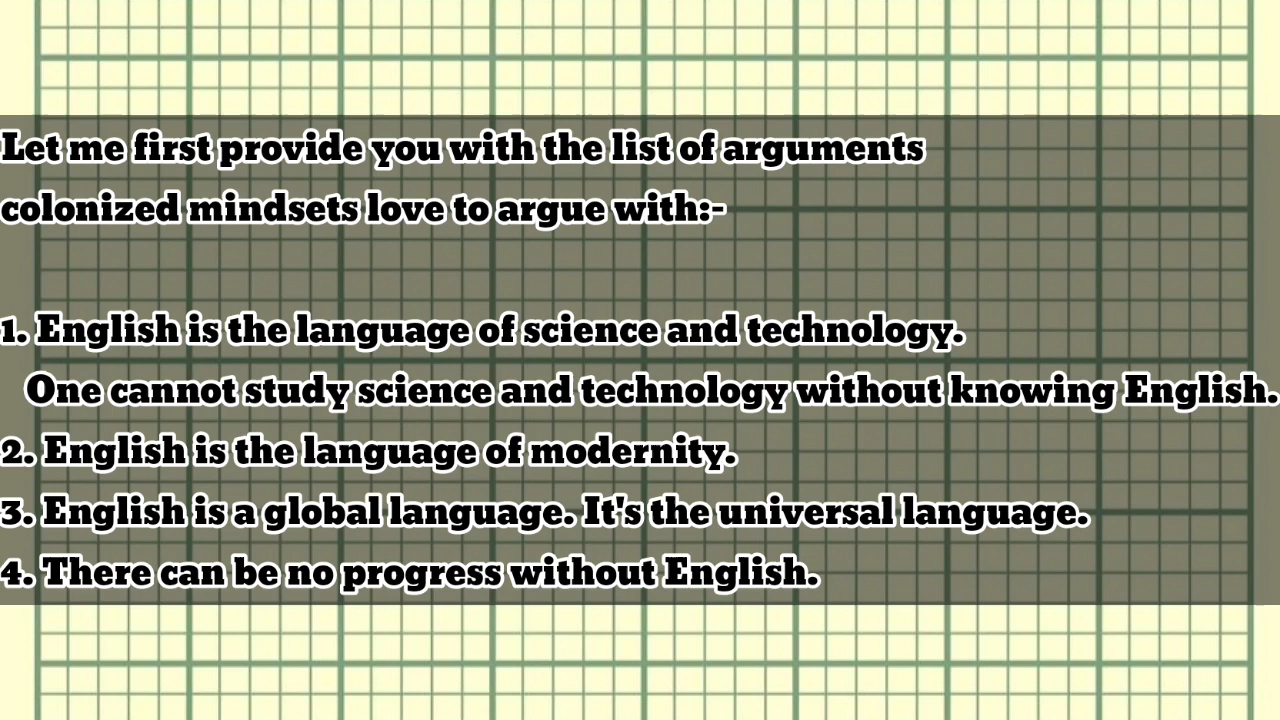 Let me first provide you with the list of arguments
colonized mindsets love to argue with:-
1. English is the language of science and technology.
One cannot study science and technology without knowing English.
2. English is the language of modernity.
3. English is a global language. It's the universal language.
4. There can be no progress without English.